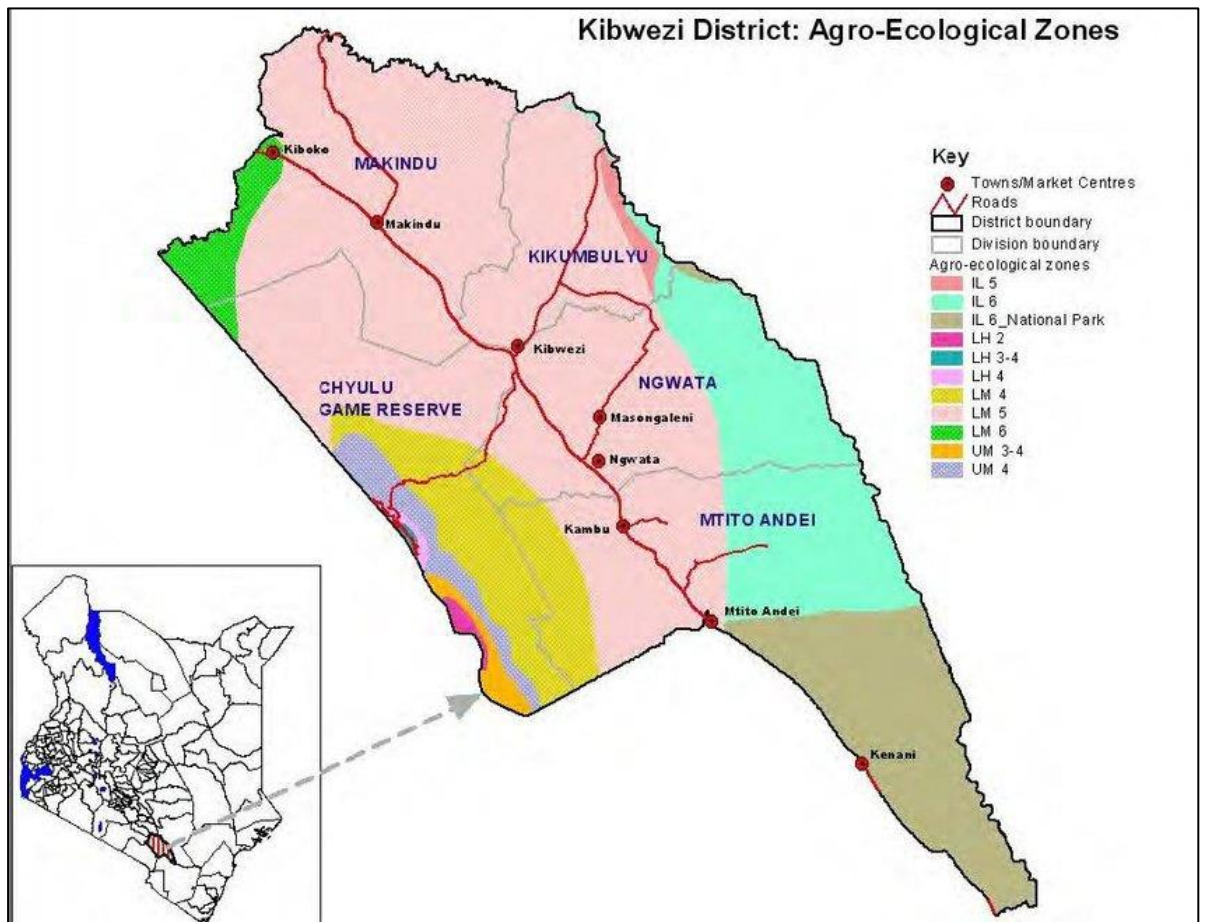 Kibwezi District: Agro-Ecological Zones
Key
Towns/Market Centres
Roads
District boundary
Division boundary
Agro-ecological zones
IL 5
IL 6
IL 6_National Park
LH 2
LH 3-4
LH 4
LM 4
LM 5
LM 6
UM 3-4
UM 4
Kiboko
MAKINDU
Makindu
KIKUMBULYU
Kibwezi
CHYULU
GAME RESERVE
NGWATA
Masongaleni
Ngwata
Kambu
MTITO ANDEI
Mtito Andei
Kenani